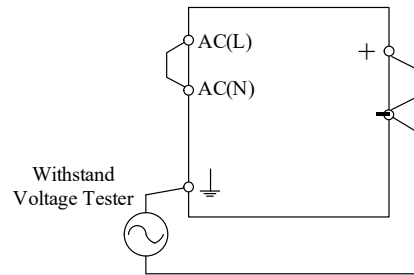 AC(L)
+
AC(N)
-
Withstand
Voltage Tester